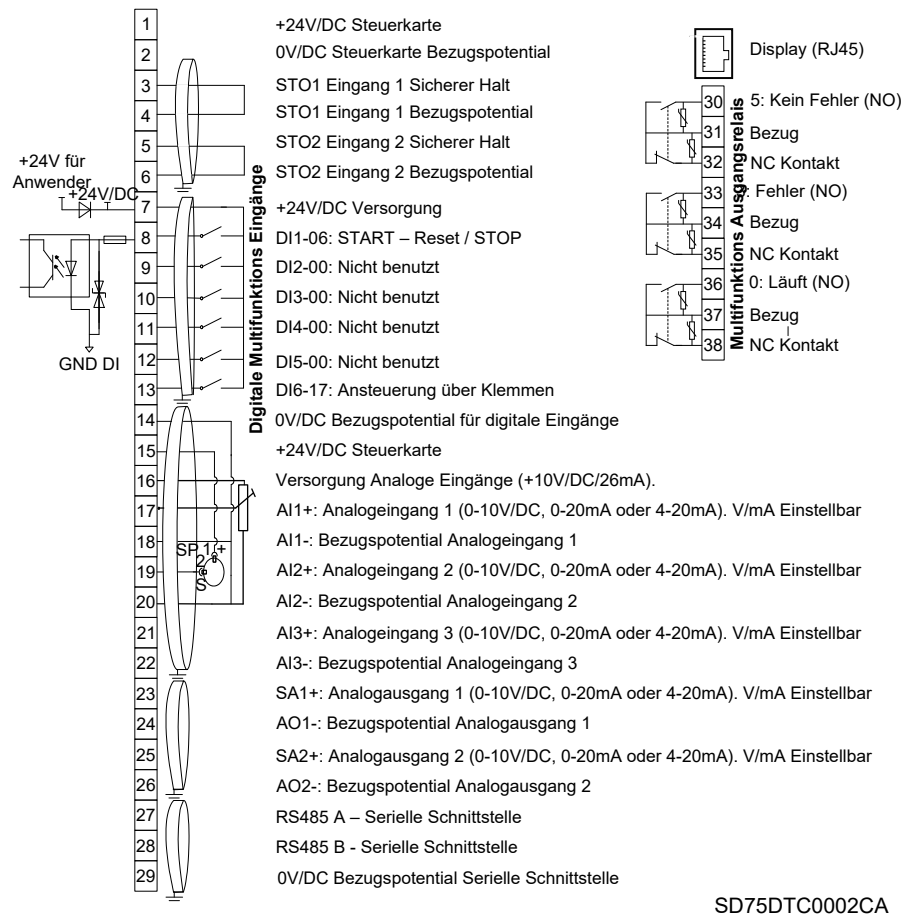 1 +24V/DC Steuerkarte
2 0V/DC Steuerkarte Bezugspotential
3 STO1 Eingang 1 Sicherer Halt
4 STO1 Eingang 1 Bezugspotential
5 STO2 Eingang 2 Sicherer Halt
6 STO2 Eingang 2 Bezugspotential
+24V für
Anwender
+24V/DC
7 +24V/DC Versorgung
8 DI1-06: START – Reset / STOP
9 DI2-00: Nicht benutzt
10 DI3-00: Nicht benutzt
11 DI4-00: Nicht benutzt
12 DI5-00: Nicht benutzt
13 DI6-17: Ansteuerung über Klemmen
GND DI
Digitale Multifunktions Eingänge
14 0V/DC Bezugspotential für digitale Eingänge
15 +24V/DC Steuerkarte
16 Versorgung Analoge Eingänge (+10V/DC/26mA).
17 AI1+: Analogeingang 1 (0-10V/DC, 0-20mA oder 4-20mA). V/mA Einstellbar
18 AI1-: Bezugspotential Analogeingang 1
SP 1 +
2
S
19 AI2+: Analogeingang 2 (0-10V/DC, 0-20mA oder 4-20mA). V/mA Einstellbar
20 AI2-: Bezugspotential Analogeingang 2
21 AI3+: Analogeingang 3 (0-10V/DC, 0-20mA oder 4-20mA). V/mA Einstellbar
22 AI3-: Bezugspotential Analogeingang 3
23 SA1+: Analogausgang 1 (0-10V/DC, 0-20mA oder 4-20mA). V/mA Einstellbar
24 AO1-: Bezugspotential Analogausgang 1
25 SA2+: Analogausgang 2 (0-10V/DC, 0-20mA oder 4-20mA). V/mA Einstellbar
26 AO2-: Bezugspotential Analogausgang 2
27 RS485 A – Serielle Schnittstelle
28 RS485 B - Serielle Schnittstelle
29 0V/DC Bezugspotential Serielle Schnittstelle
Display (RJ45)
30 5: Kein Fehler (NO)
31 Bezug
32 NC Kontakt
33 : Fehler (NO)
34 Bezug
35 NC Kontakt
36 0: Läuft (NO)
37 Bezug
38 NC Kontakt
Multifunktions Ausgangsrelais
SD75DTC0002CA